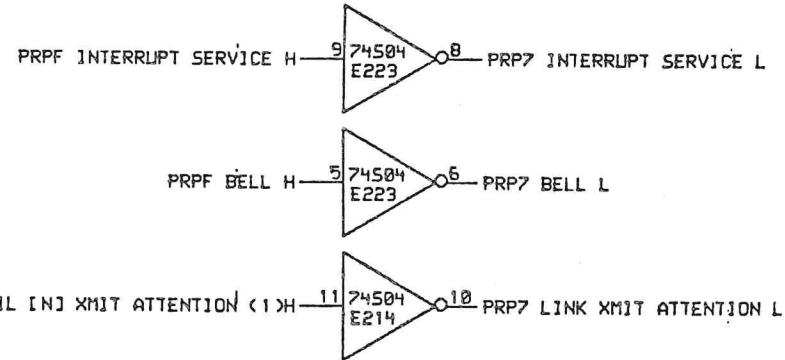 PRPF INTERRUPT SERVICE H 9 74S04 E223 8 PRP7 INTERRUPT SERVICE L
PRPF BELL H 5 74S04 E223 6 PRP7 BELL L
[N] XMIT ATTENTION (1)H 11 74S04 E214 10 PRP7 LINK XMIT ATTENTION L